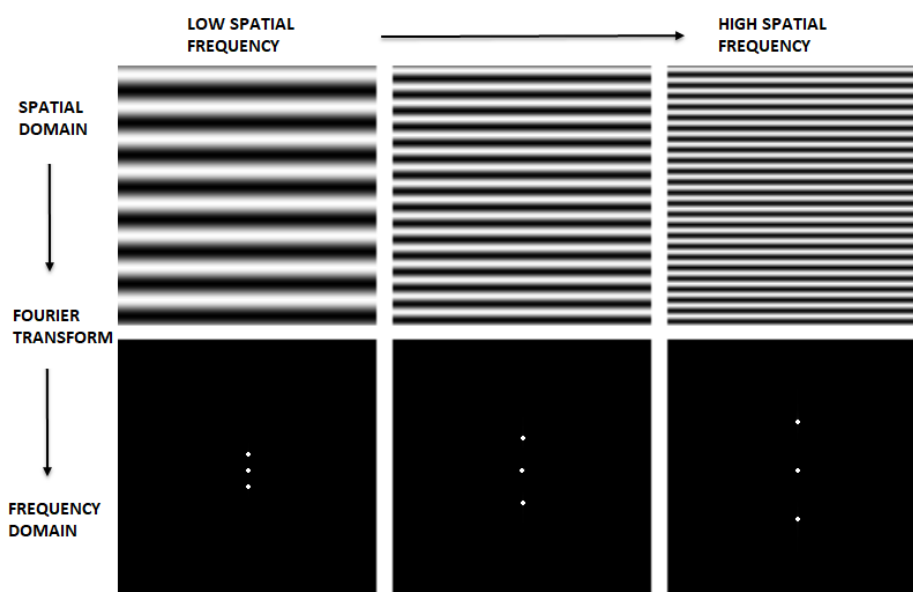 LOW SPATIAL
FREQUENCY
HIGH SPATIAL
FREQUENCY
SPATIAL
DOMAIN
FOURIER
TRANSFORM
FREQUENCY
DOMAIN